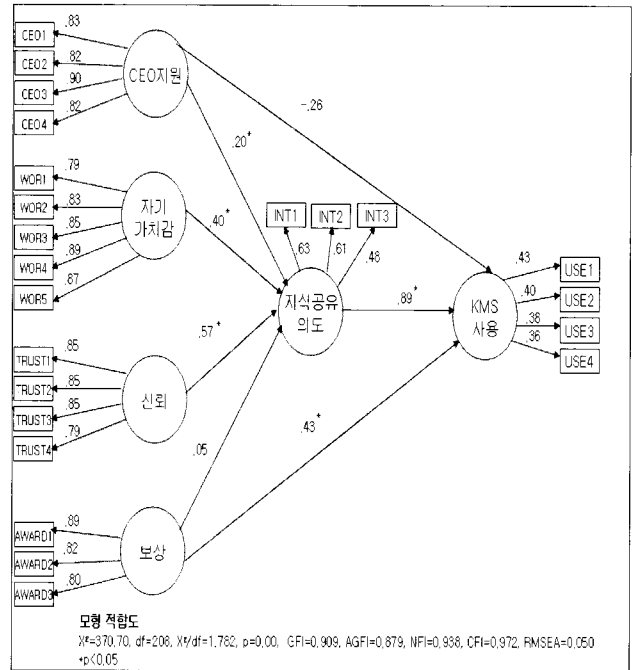 CEO1
.83
CEO2
.82
CEO3
.90
CEO4
.82
CEO지원
-.26
.20*
WOR1
.79
WOR2
.83
WOR3
.85
WOR4
.89
WOR5
.87
자기
가치감
.40*
INT1
INT2
INT3
.63
.61
.48
지식공유
의도
.89*
KMS
사용
.43
USE1
.40
USE2
.38
USE3
.36
USE4
TRUST1
.85
TRUST2
.85
TRUST3
.85
TRUST4
.79
신뢰
.57*
.05
.43*
AWARD1
.89
AWARD2
.82
AWARD3
.80
보상
모형 적합도
X²=370.70, df=208, X²/df=1.782, p=0.00, GFI=0.909, AGFI=0.879, NFI=0.938, CFI=0.972, RMSEA=0.050
*p<0.05